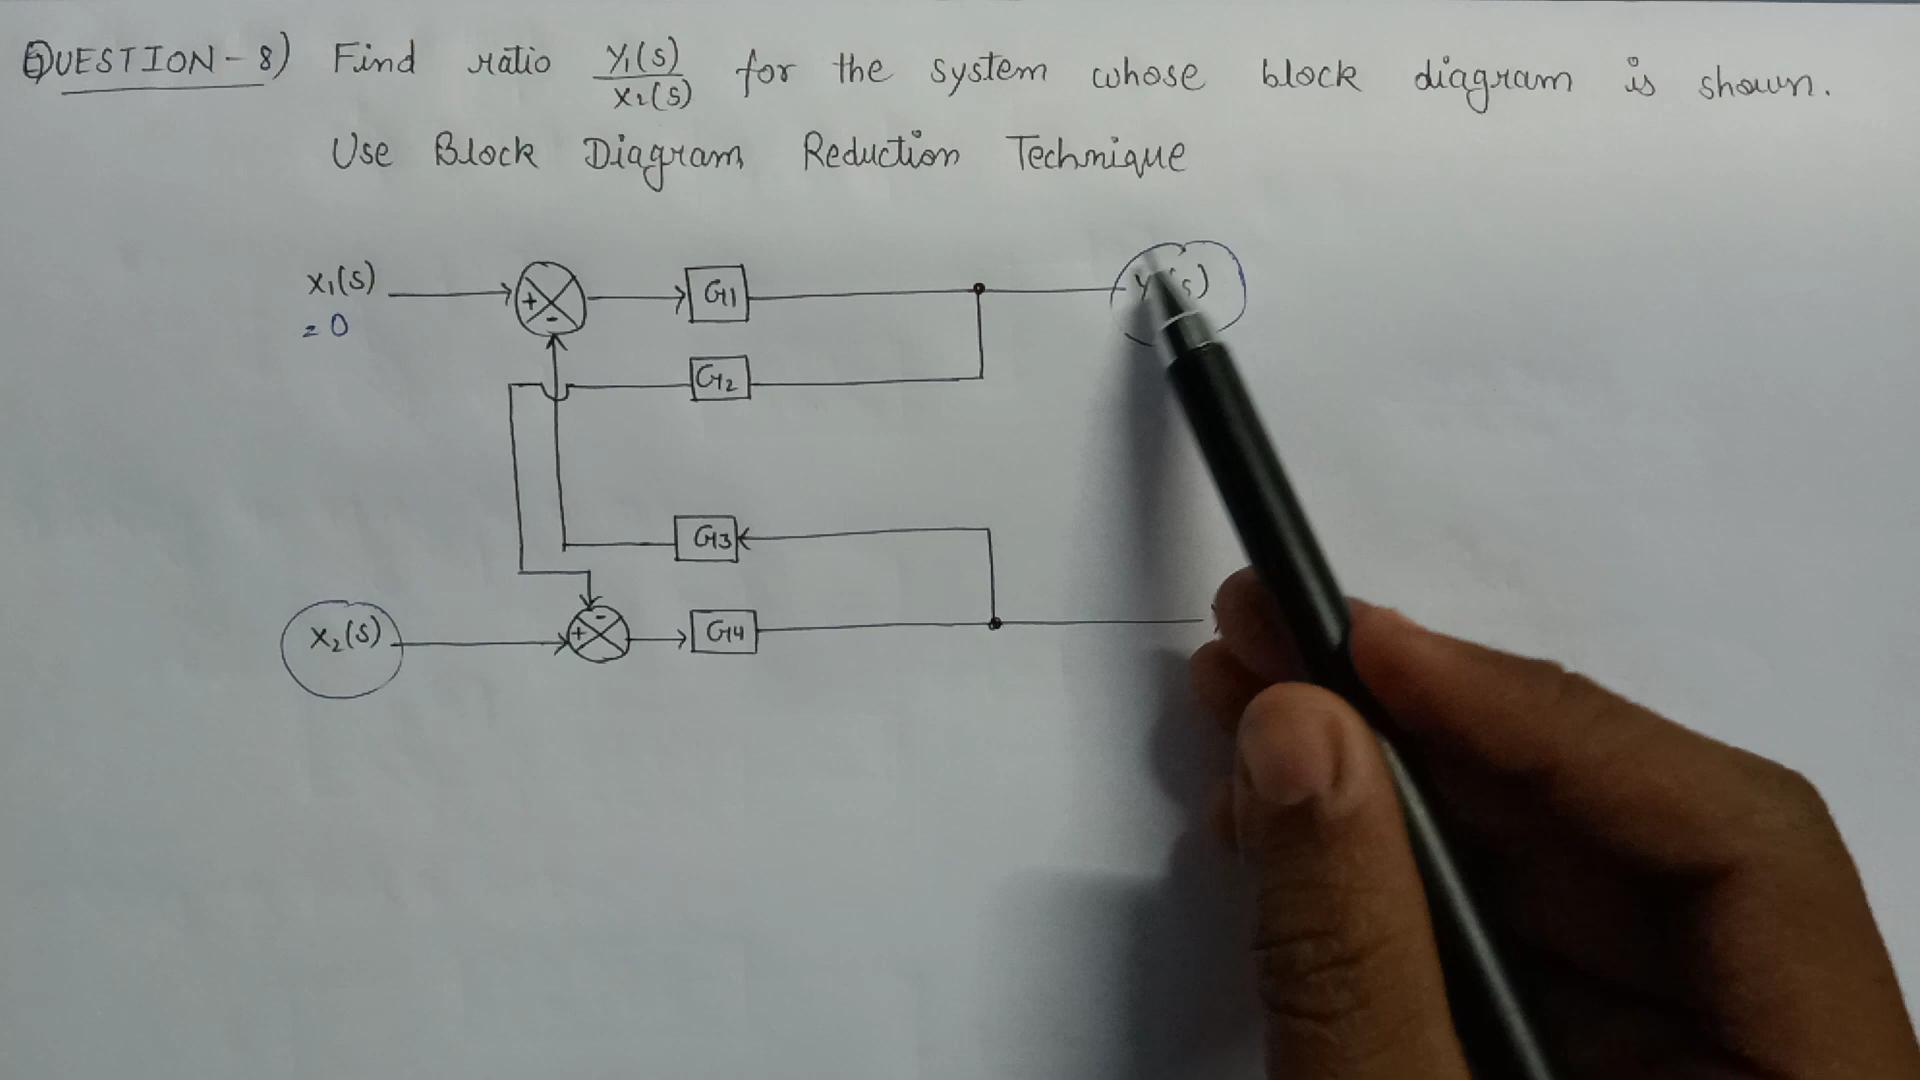 QUESTION-8) Find ratio Y1(s)/X2(s) for the system whose block diagram is shown.
Use Block Diagram Reduction Technique
X1(s)
= 0
+
-
G1
G2
G3
X2(s)
+
-
G4